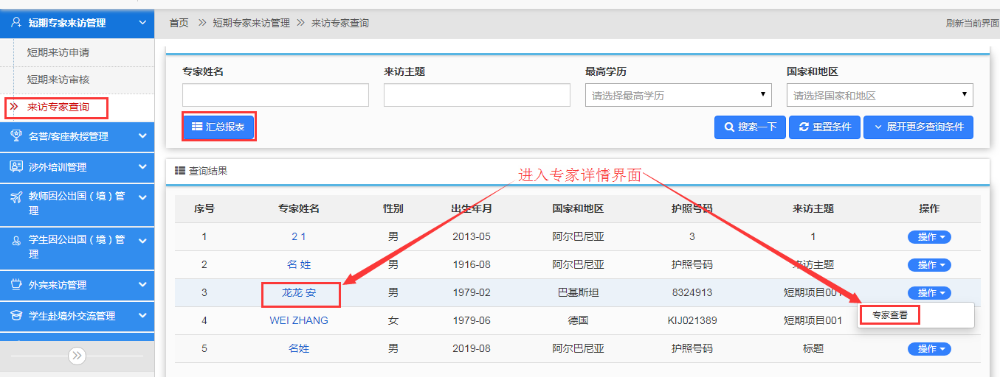 短期专家来访管理
首页 短期专家来访管理 来访专家查询
刷新当前界面
短期来访申请
短期来访审核
来访专家查询
名誉/客座教授管理
涉外培训管理
教师因公出国（境）管
理
学生因公出国（境）管
理
外宾来访管理
学生赴境外交流管理
专家姓名 来访主题 最高学历 国家和地区
请选择最高学历 请选择国家和地区
汇总报表 搜索一下 重置条件 展开更多查询条件
查询结果
进入专家详情界面
序号 专家姓名 性别 出生年月 国家和地区 护照号码 来访主题 操作
1 2 1 男 2013-05 阿尔巴尼亚 3 1 操作
2 名 姓 男 1916-08 阿尔巴尼亚 护照号码 来访主题 操作
3 龙龙 安 男 1979-02 巴基斯坦 8324913 短期项目001 操作
4 WEI ZHANG 女 1979-06 德国 KIJ021389 短期项目001
专家查看
5 名姓 男 2019-08 阿尔巴尼亚 护照号码 标题 操作